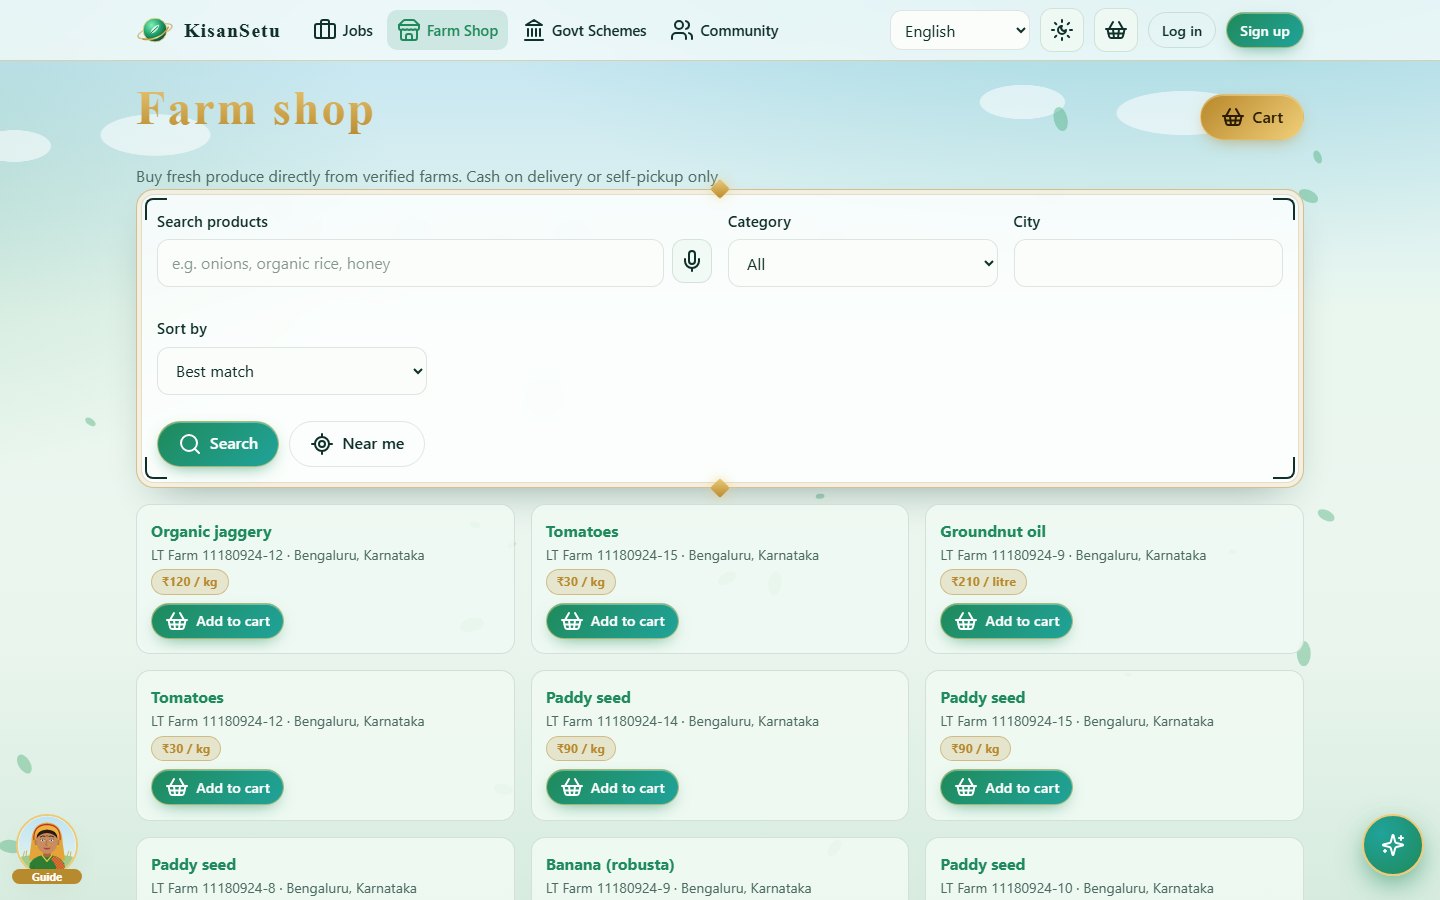 KisanSetu
Jobs
Farm Shop
Govt Schemes
Community
English
Log in
Sign up
Farm shop
Cart
Buy fresh produce directly from verified farms. Cash on delivery or self-pickup only.
Search products
Category
City
e.g. onions, organic rice, honey
All
Sort by
Best match
Search
Near me
Organic jaggery
LT Farm 11180924-12 · Bengaluru, Karnataka
₹120 / kg
Add to cart
Tomatoes
LT Farm 11180924-15 · Bengaluru, Karnataka
₹30 / kg
Add to cart
Groundnut oil
LT Farm 11180924-9 · Bengaluru, Karnataka
₹210 / litre
Add to cart
Tomatoes
LT Farm 11180924-12 · Bengaluru, Karnataka
₹30 / kg
Add to cart
Paddy seed
LT Farm 11180924-14 · Bengaluru, Karnataka
₹90 / kg
Add to cart
Paddy seed
LT Farm 11180924-15 · Bengaluru, Karnataka
₹90 / kg
Add to cart
Paddy seed
LT Farm 11180924-8 · Bengaluru, Karnataka
Banana (robusta)
LT Farm 11180924-9 · Bengaluru, Karnataka
Paddy seed
LT Farm 11180924-10 · Bengaluru, Karnataka
Guide